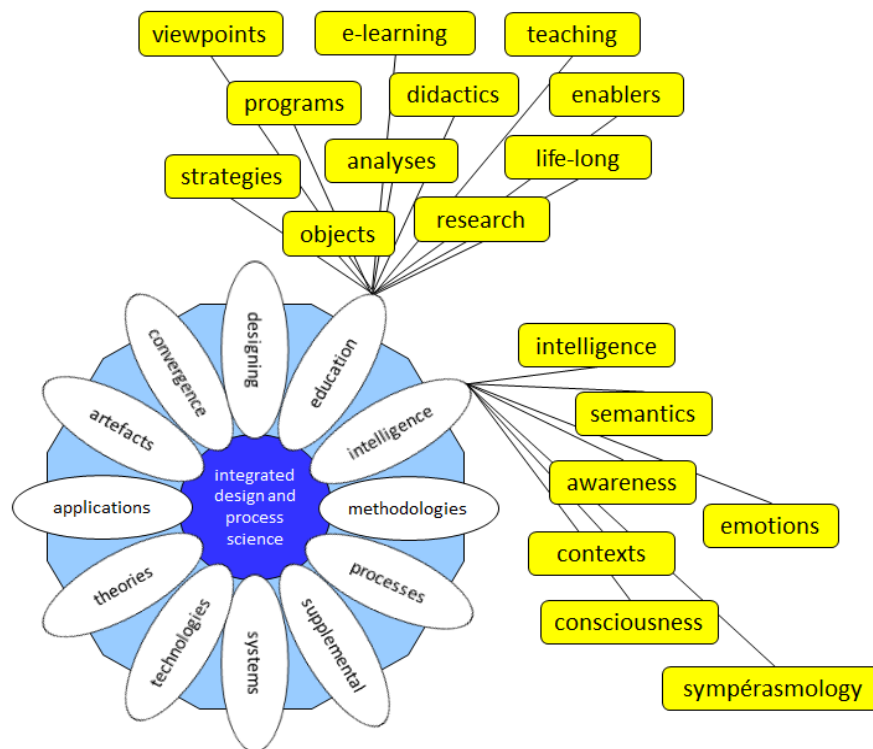 viewpoints
e-learning
teaching
programs
didactics
enablers
strategies
analyses
life-long
objects
research
designing
education
convergence
intelligence
artefacts
applications
integrated
design and
process
science
methodologies
theories
processes
technologies
systems
supplemental
intelligence
semantics
awareness
emotions
contexts
consciousness
sympérasmology